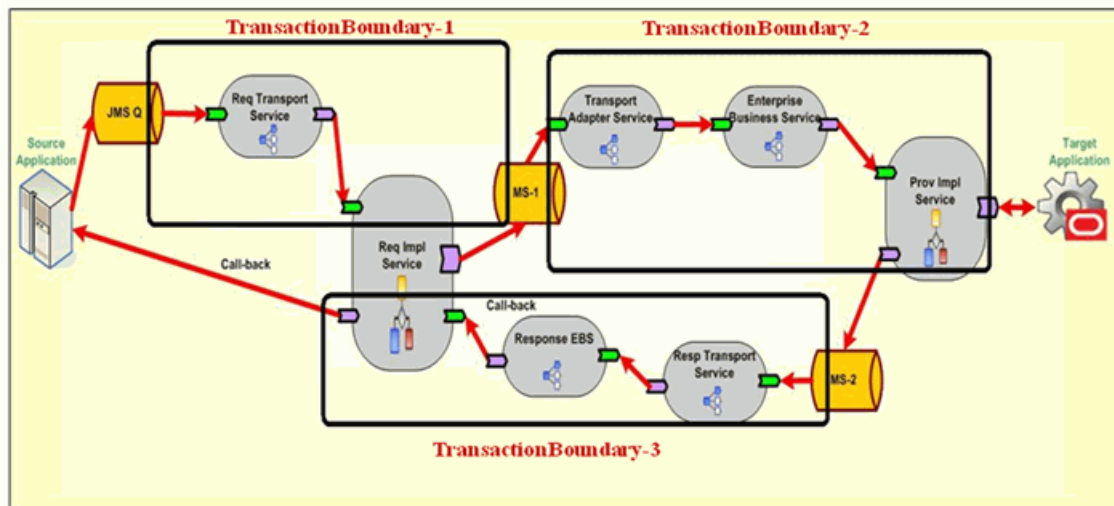 TransactionBoundary-1
TransactionBoundary-2
JMS Q
Req Transport
Service
Transport
Adapter Service
Enterprise
Business Service
Source
Application
Target
Application
MS-1
Prov Impl
Service
Req Impl
Service
Call-back
Call-back
Response EBS
Resp Transport
Service
MS-2
TransactionBoundary-3